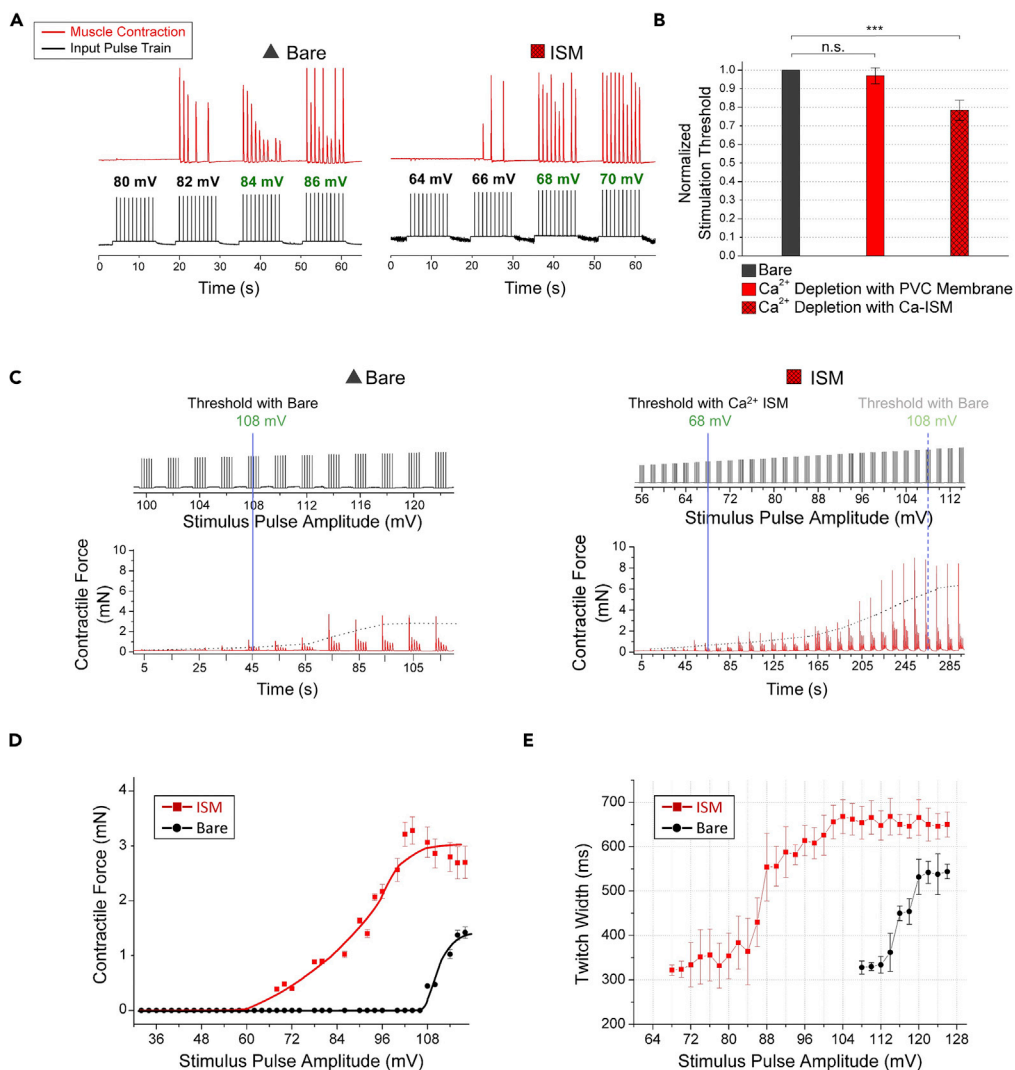 A
Muscle Contraction
Input Pulse Train
Bare
ISM
80 mV
82 mV
84 mV
86 mV
64 mV
66 mV
68 mV
70 mV
0 10 20 30 40 50 60
Time (s)
0 10 20 30 40 50 60
Time (s)
B
***
n.s.
Normalized
Stimulation Threshold
1.0
0.9
0.8
0.7
0.6
0.5
0.4
0.3
0.2
0.1
0.0
Bare
Ca²⁺ Depletion with PVC Membrane
Ca²⁺ Depletion with Ca-ISM
C
Bare
Threshold with Bare
108 mV
100 104 108 112 116 120
Stimulus Pulse Amplitude (mV)
Contractile Force
(mN)
10
8
6
4
2
0
5 25 45 65 85 105
Time (s)
ISM
Threshold with Ca²⁺ ISM
68 mV
Threshold with Bare
108 mV
56 64 72 80 88 96 104 112
Stimulus Pulse Amplitude (mV)
Contractile Force
(mN)
10
8
6
4
2
0
5 45 85 125 165 205 245 285
Time (s)
D
ISM
Bare
Contractile Force (mN)
4
3
2
1
0
36 48 60 72 84 96 108
Stimulus Pulse Amplitude (mV)
E
ISM
Bare
Twitch Width (ms)
700
600
500
400
300
200
64 72 80 88 96 104 112 120 128
Stimulus Pulse Amplitude (mV)